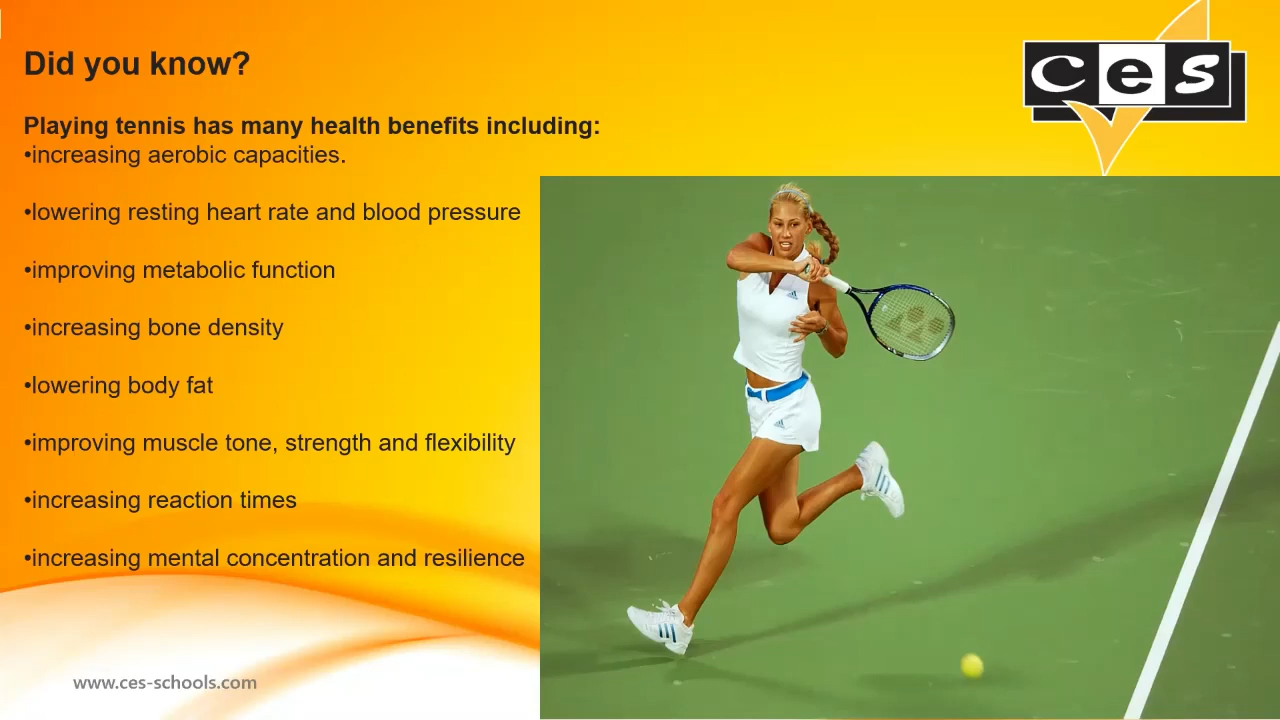 Did you know?
ces
Playing tennis has many health benefits including:
•increasing aerobic capacities.
•lowering resting heart rate and blood pressure
•improving metabolic function
•increasing bone density
•lowering body fat
•improving muscle tone, strength and flexibility
•increasing reaction times
•increasing mental concentration and resilience
www.ces-schools.com